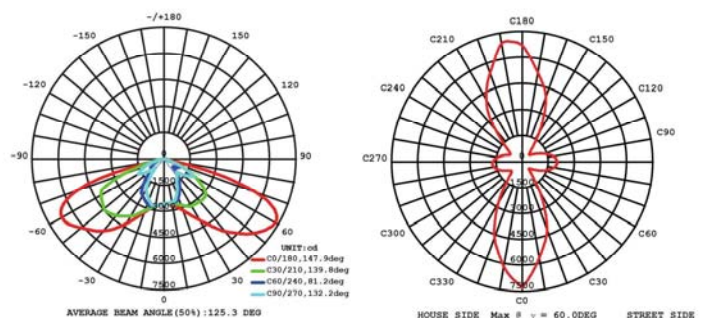 -/+180
-150
150
-120
120
-90
90
-60
60
-30
30
0
0
1500
3000
4500
6000
7500
UNIT:cd
C0/180,147.9deg
C30/210,139.8deg
C60/240,81.2deg
C90/270,132.2deg
AVERAGE BEAM ANGLE(50%):125.3 DEG
C180
C210
C150
C240
C120
C90
C270
C300
C60
C330
C30
C0
0
1500
3000
4500
6000
7500
HOUSE SIDE Max @ γ = 60.0DEG STREET SIDE